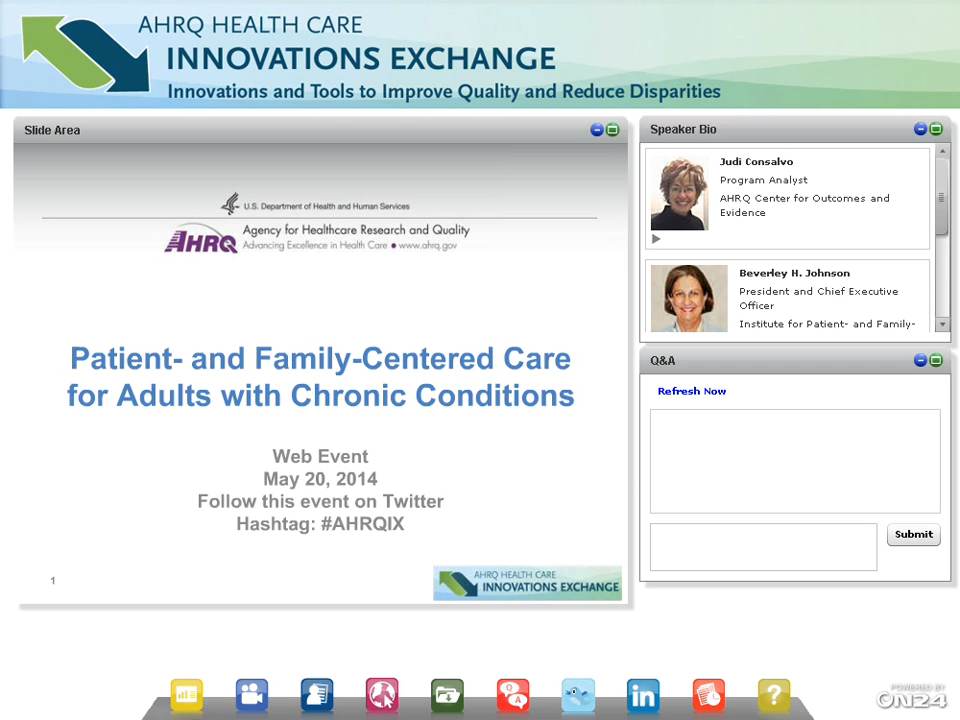 AHRQ HEALTH CARE
INNOVATIONS EXCHANGE
Innovations and Tools to Improve Quality and Reduce Disparities
Slide Area
U.S. Department of Health and Human Services
AHRQ
Agency for Healthcare Research and Quality
Advancing Excellence in Health Care • www.ahrq.gov
Patient- and Family-Centered Care
for Adults with Chronic Conditions
Web Event
May 20, 2014
Follow this event on Twitter
Hashtag: #AHRQIX
1
AHRQ HEALTH CARE
INNOVATIONS EXCHANGE
Speaker Bio
Judi Consalvo
Program Analyst
AHRQ Center for Outcomes and
Evidence
Beverley H. Johnson
President and Chief Executive
Officer
Institute for Patient- and Family-
Q&A
Refresh Now
Submit
Q
A
in
?
POWERED BY
ON24